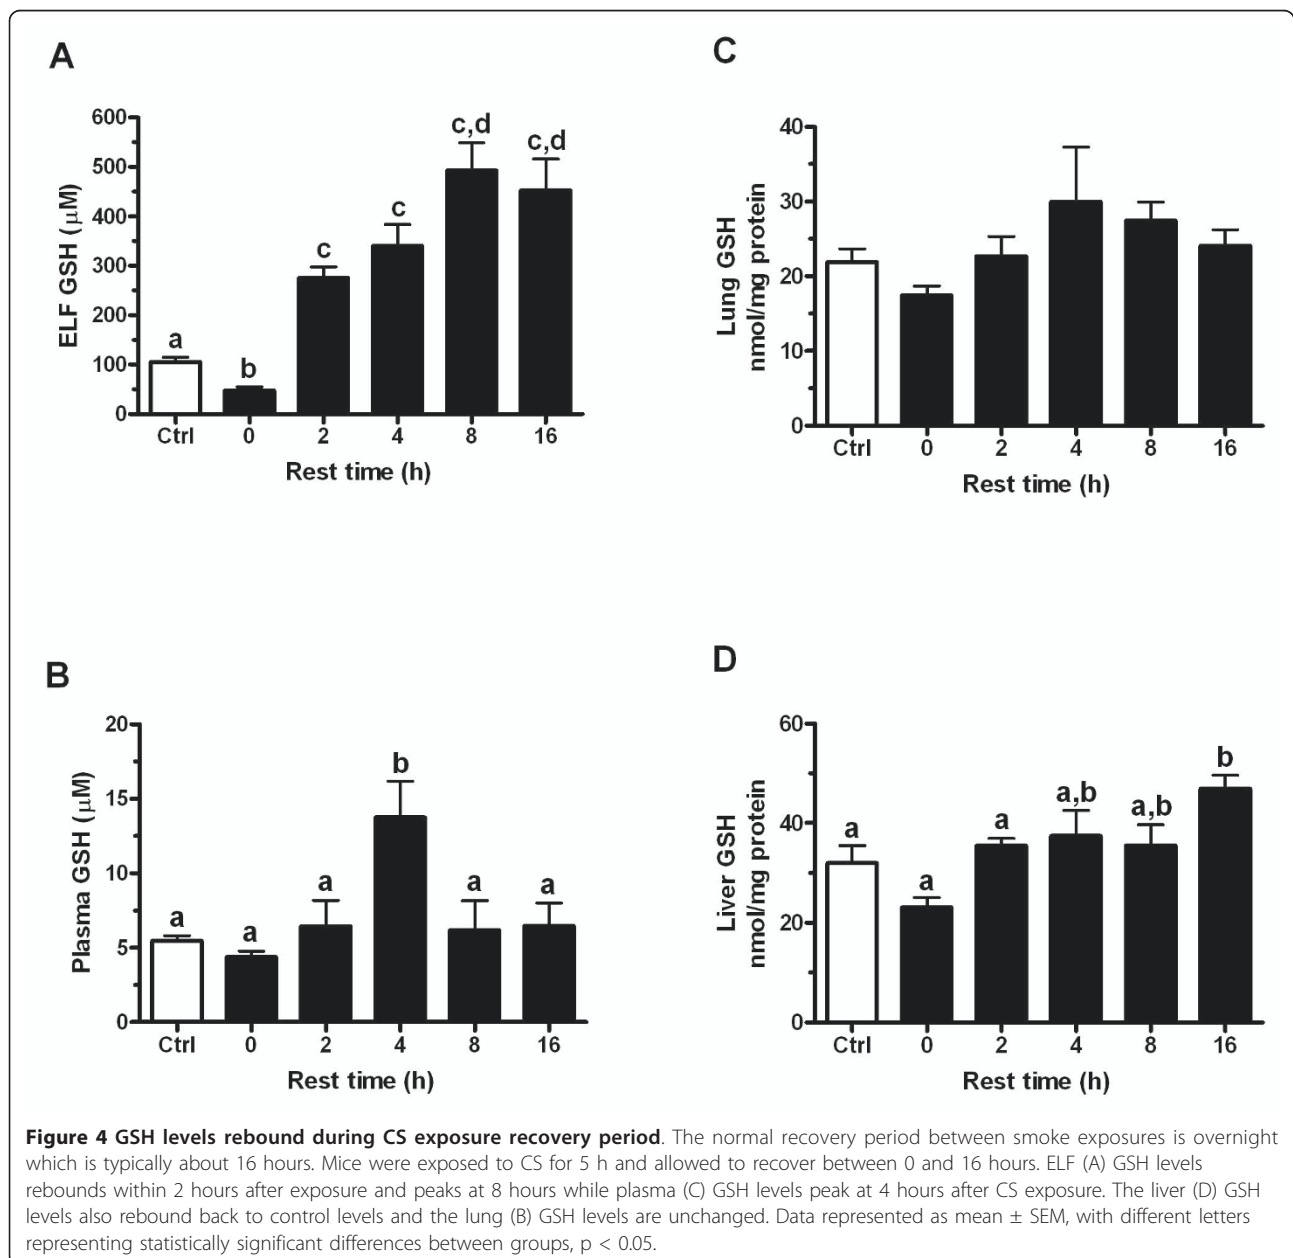 A
600
500
400
300
200
100
0
ELF GSH (μM)
a
b
c
c
c,d
c,d
Ctrl 0 2 4 8 16
Rest time (h)
C
40
30
20
10
0
Lung GSH
nmol/mg protein
Ctrl 0 2 4 8 16
Rest time (h)
B
20
15
10
5
0
Plasma GSH (μM)
a
a
a
b
a
a
Ctrl 0 2 4 8 16
Rest time (h)
D
60
40
20
0
Liver GSH
nmol/mg protein
a
a
a
a,b
a,b
b
Ctrl 0 2 4 8 16
Rest time (h)
Figure 4 GSH levels rebound during CS exposure recovery period. The normal recovery period between smoke exposures is overnight
which is typically about 16 hours. Mice were exposed to CS for 5 h and allowed to recover between 0 and 16 hours. ELF (A) GSH levels
rebounds within 2 hours after exposure and peaks at 8 hours while plasma (C) GSH levels peak at 4 hours after CS exposure. The liver (D) GSH
levels also rebound back to control levels and the lung (B) GSH levels are unchanged. Data represented as mean ± SEM, with different letters
representing statistically significant differences between groups, p < 0.05.